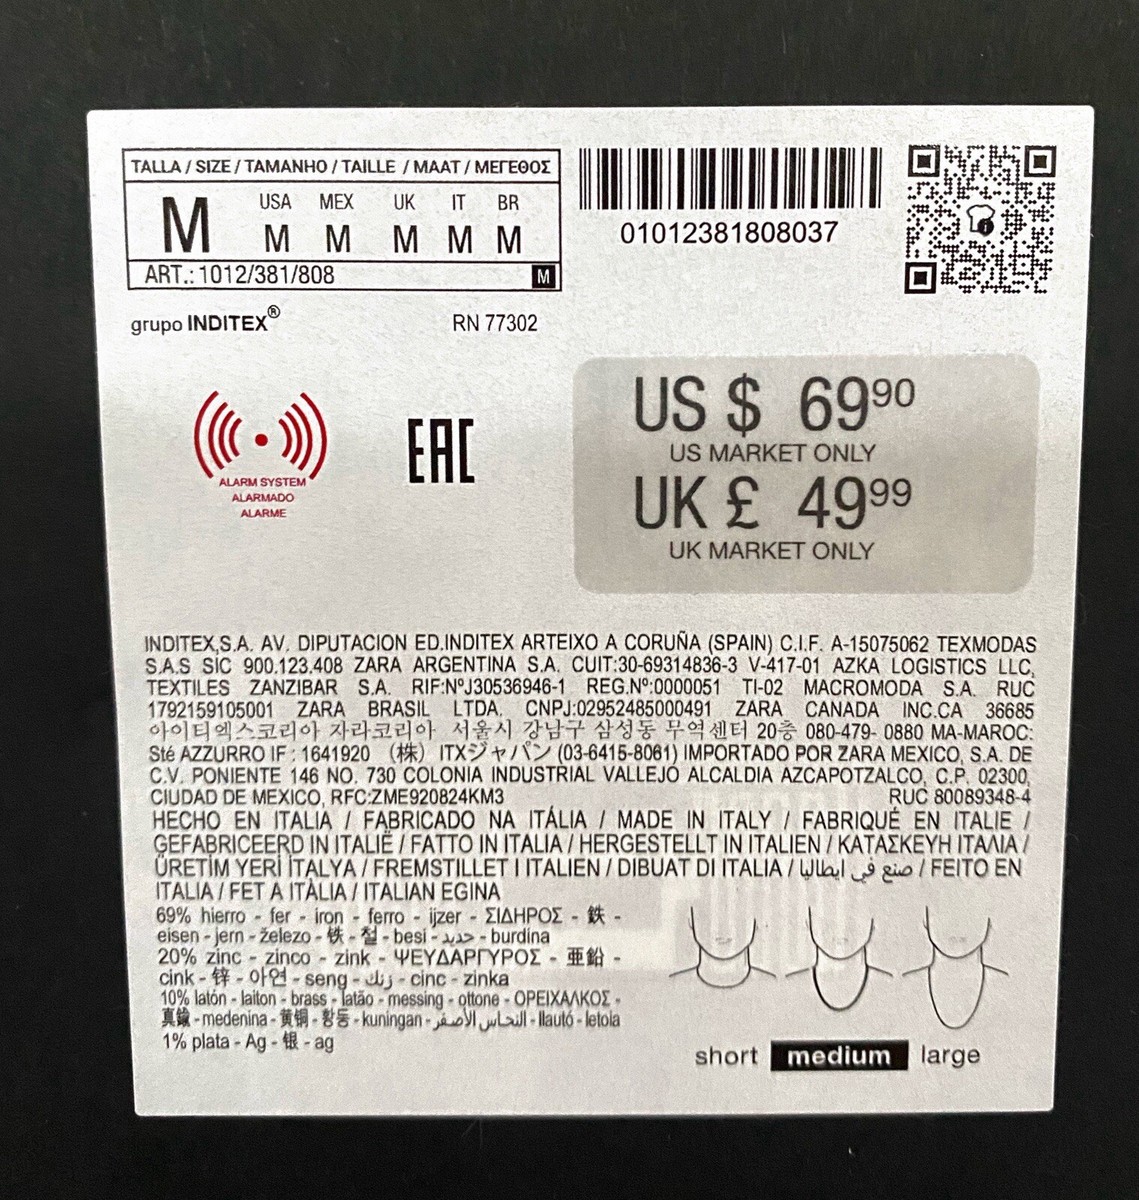 TALLA / SIZE / TAMANHO / TAILLE / MAAT / ΜΕΓΕΘΟΣ
USA MEX UK IT BR
M M M M M M
ART.: 1012/381/808 M
grupo INDITEX® RN 77302
01012381808037
ALARM SYSTEM
ALARMADO
ALARME
EAC
US $ 69⁹⁰
US MARKET ONLY
UK £ 49⁹⁹
UK MARKET ONLY
INDITEX,S.A. AV. DIPUTACION ED.INDITEX ARTEIXO A CORUÑA (SPAIN) C.I.F. A-15075062 TEXMODAS
S.A.S SIC 900.123.408 ZARA ARGENTINA S.A. CUIT:30-69314836-3 V-417-01 AZKA LOGISTICS LLC,
TEXTILES ZANZIBAR S.A. RIF:NºJ30536946-1 REG.Nº:0000051 TI-02 MACROMODA S.A. RUC
1792159105001 ZARA BRASIL LTDA. CNPJ:02952485000491 ZARA CANADA INC.CA 36685
아이디엑스코리아 자라코리아 서울시 강남구 삼성동 무역센터 20층 080-479- 0880 MA-MAROC:
Sté AZZURRO IF : 1641920 (株) ITXジャパン (03-6415-8061) IMPORTADO POR ZARA MEXICO, S.A. DE
C.V. PONIENTE 146 NO. 730 COLONIA INDUSTRIAL VALLEJO ALCALDIA AZCAPOTZALCO, C.P. 02300,
CIUDAD DE MEXICO, RFC:ZME920824KM3 RUC 80089348-4
HECHO EN ITALIA / FABRICADO NA ITÁLIA / MADE IN ITALY / FABRIQUÉ EN ITALIE /
GEFABRICEERD IN ITALIË / FATTO IN ITALIA / HERGESTELLT IN ITALIEN / ΚΑΤΑΣΚΕΥΗ ΙΤΑΛΙΑ /
ÜRETİM YERİ İTALYA / FREMSTILLET I ITALIEN / DIBUAT DI ITALIA / صنع في ايطاليا / FEITO EN
ITALIA / FET A ITÀLIA / ITALIAN EGINA
69% hierro - fer - iron - ferro - ijzer - ΣΙΔΗΡΟΣ - 鉄 -
eisen - jern - železo - 铁 - 철 - besi - حديد - burdina
20% zinc - zinco - zink - ΨΕΥΔΑΡΓΥΡΟΣ - 亜鉛 -
cink - 锌 - 아연 - seng - زنك - cinc - zinka
10% latón - laiton - brass - latão - messing - ottone - ΟΡΕΙΧΑΛΚΟΣ -
真鍮 - medenina - 黄铜 - 황동 - kuningan - النحاس الأصفر - llautó - letoia
1% plata - Ag - 银 - ag
short medium large